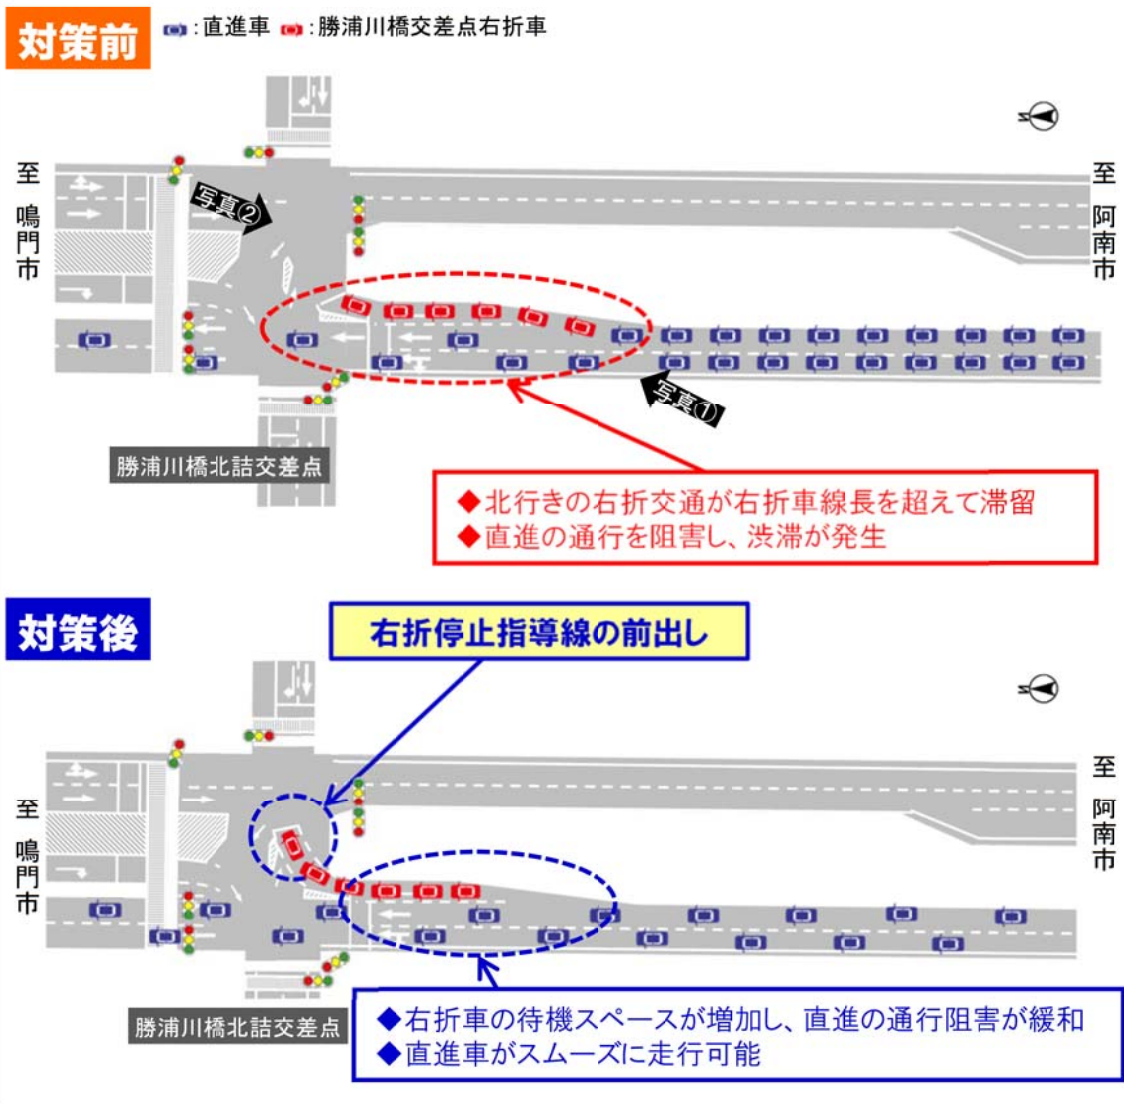 対策前
:直進車 :勝浦川橋交差点右折車
N
至 鳴門市
至 阿南市
写真②
写真①
勝浦川橋北詰交差点
◆北行きの右折交通が右折車線長を超えて滞留
◆直進の通行を阻害し、渋滞が発生
対策後
右折停止指導線の前出し
N
至 鳴門市
至 阿南市
勝浦川橋北詰交差点
◆右折車の待機スペースが増加し、直進の通行阻害が緩和
◆直進車がスムーズに走行可能